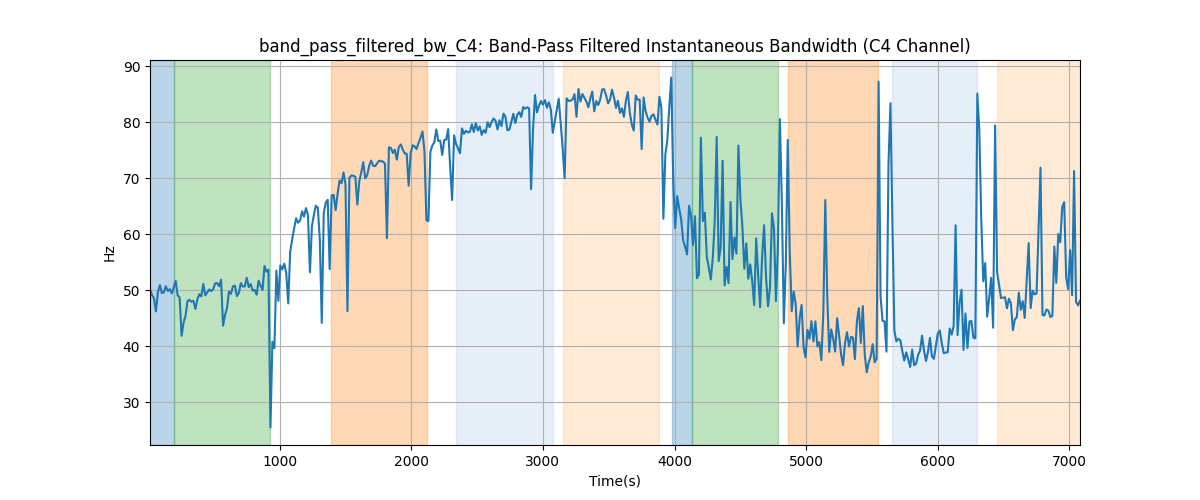 band_pass_filtered_bw_C4: Band-Pass Filtered Instantaneous Bandwidth (C4 Channel)
90
80
70
60
50
40
30
Hz
1000 2000 3000 4000 5000 6000 7000
Time(s)